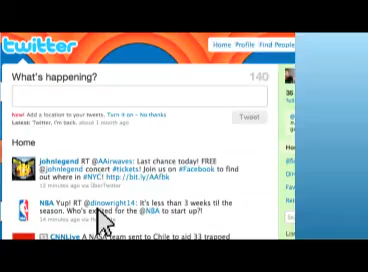 twitter
Home Profile Find People
What's happening?
140
New! Add a location to your tweets. Turn it on - No thanks
Latest: Twitter, I'm back. about 1 month ago
Tweet
Home
johnlegend RT @AAirwaves: Last chance today! FREE
@johnlegend concert #tickets! Join us on #Facebook to find
out where in #NYC! http://bit.ly/AAfbk
12 minutes ago via UberTwitter
NBA Yup! RT @dinowright14: It's less than 3 weeks til the
season. Who's excited for the @NBA to start up?!
14 minutes ago via
CNNLive A NASA team sent to Chile to aid 33 trapped